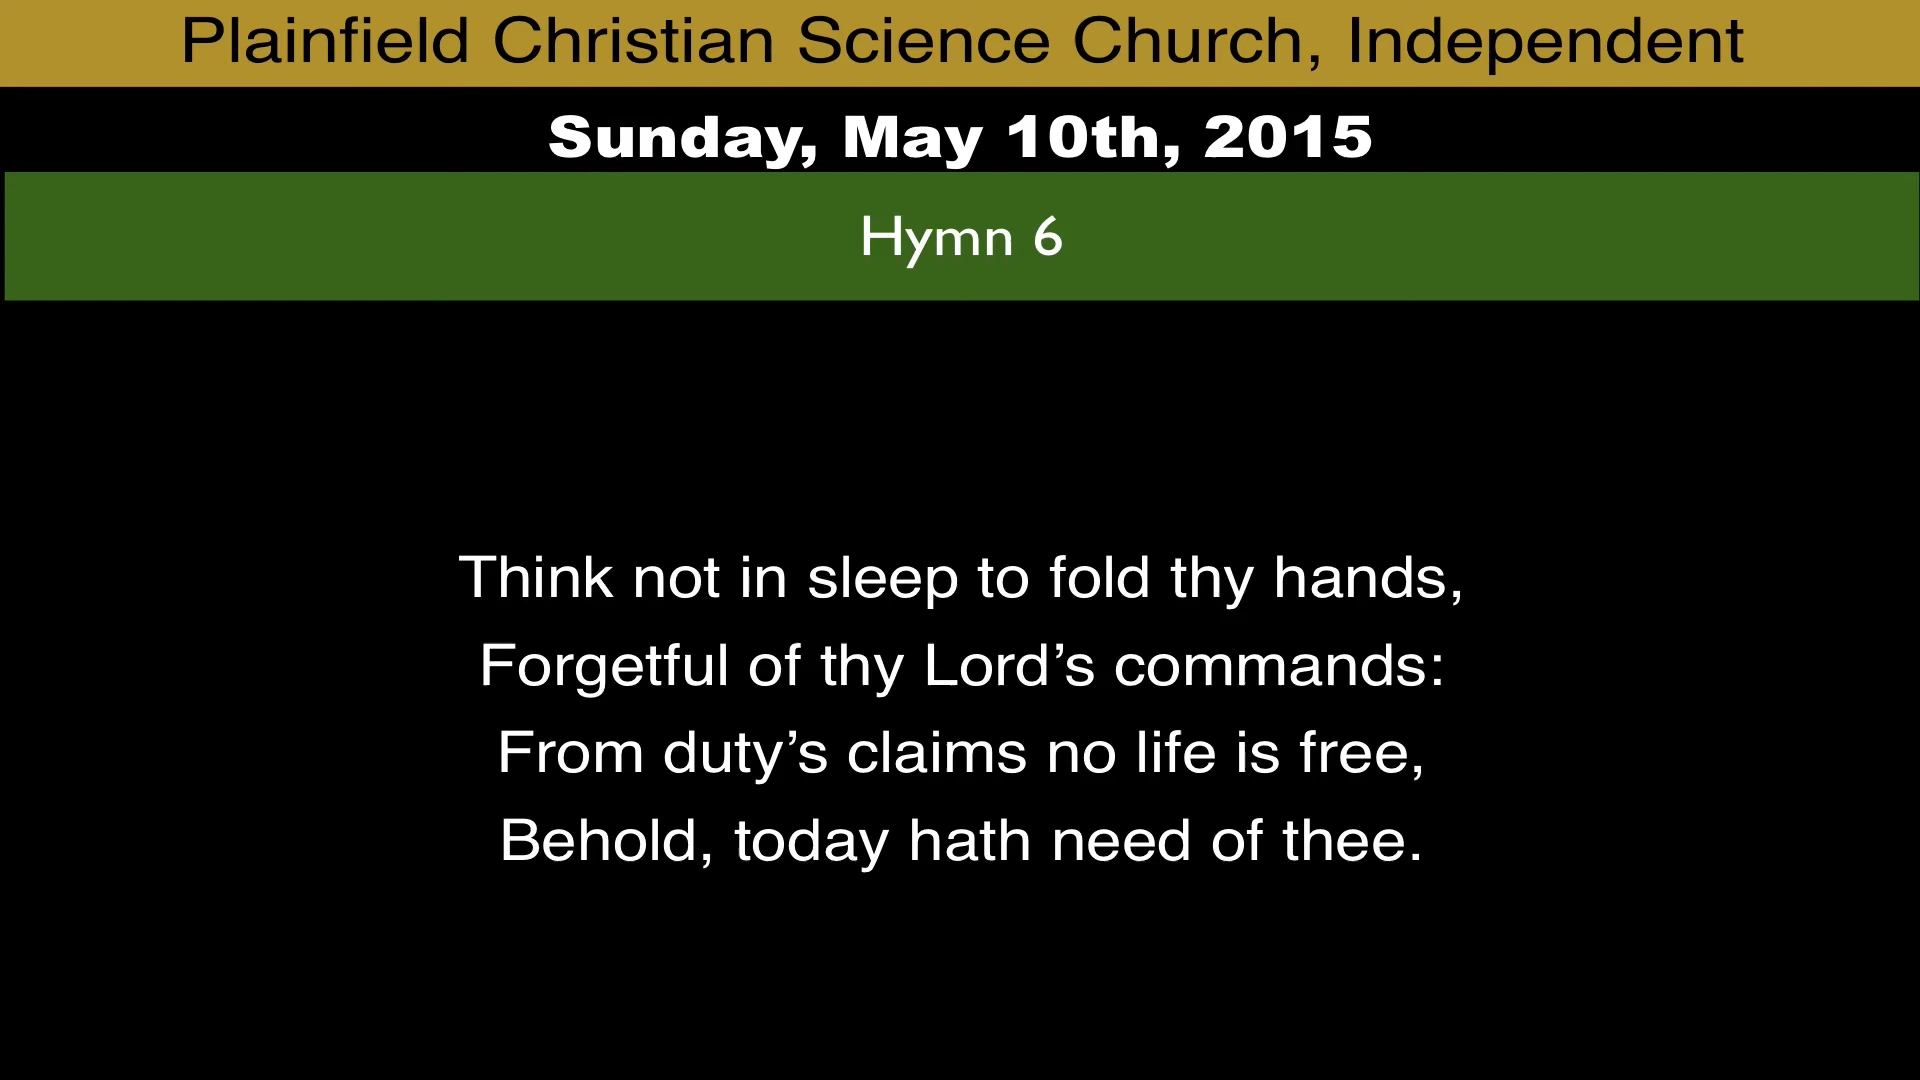 Plainfield Christian Science Church, Independent
Sunday, May 10th, 2015
Hymn 6
Think not in sleep to fold thy hands,
Forgetful of thy Lord’s commands:
From duty’s claims no life is free,
Behold, today hath need of thee.